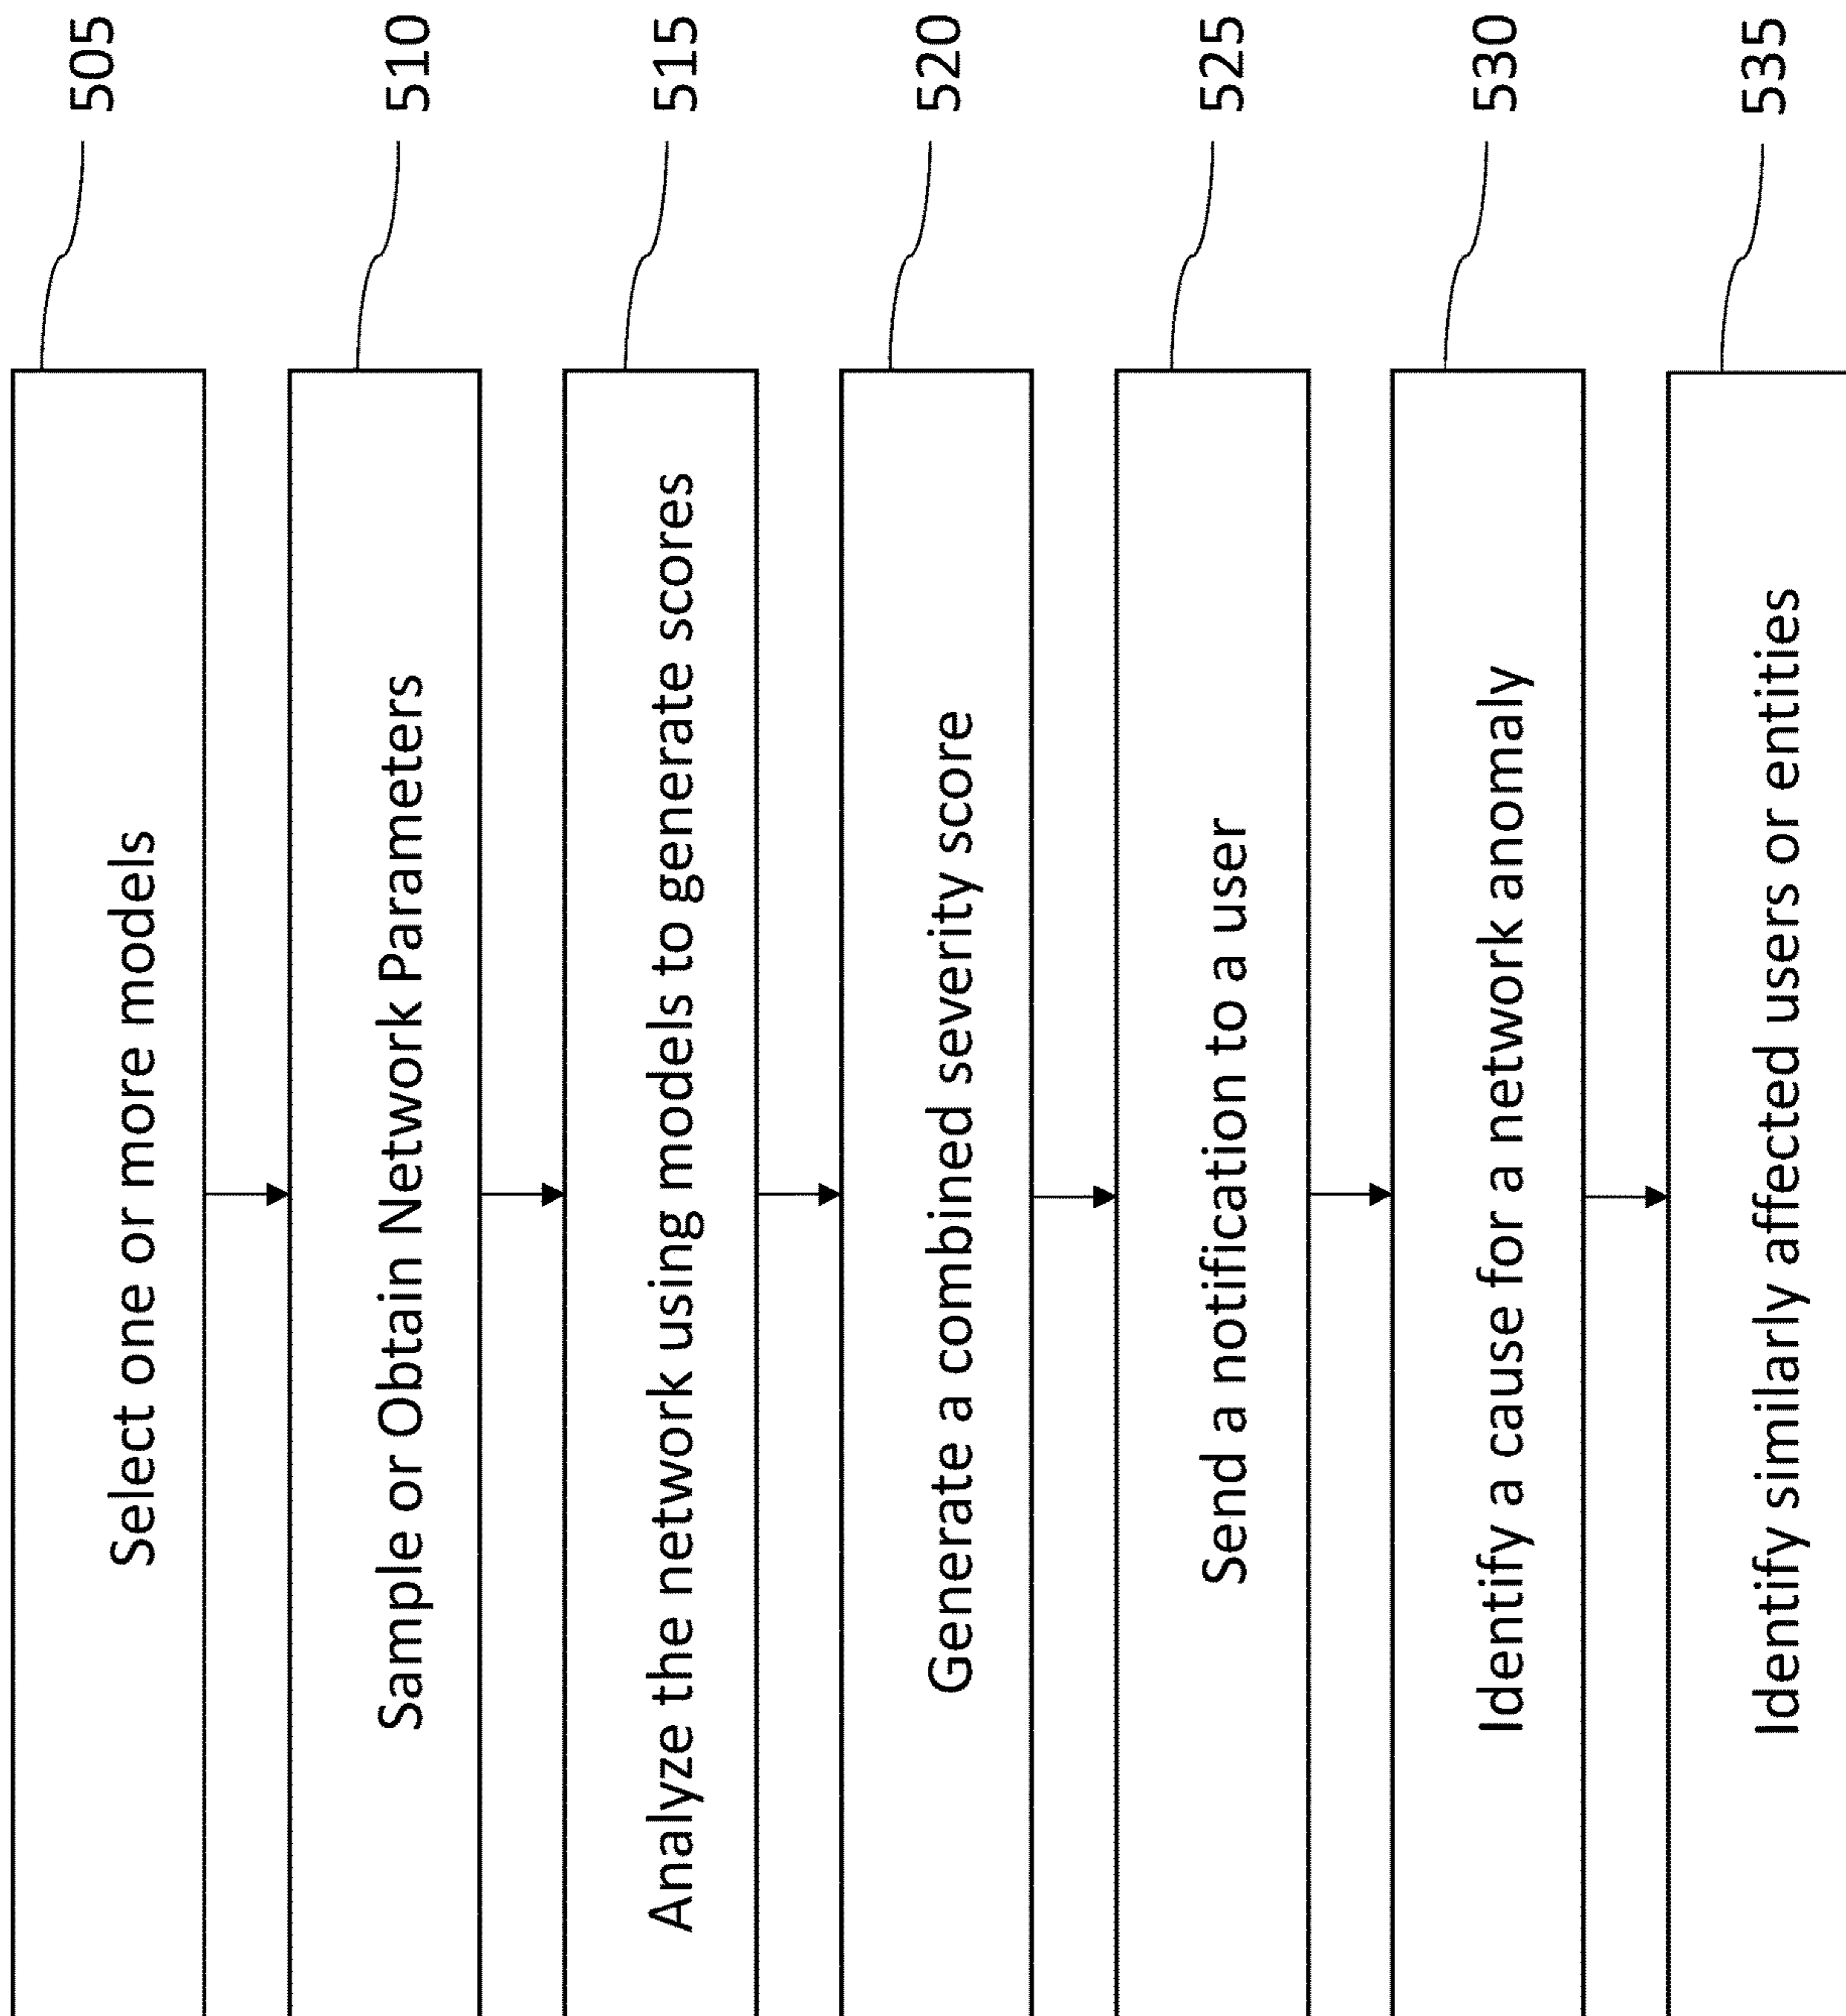 Select one or more models
505
Sample or Obtain Network Parameters
510
Analyze the network using models to generate scores
515
Generate a combined severity score
520
Send a notification to a user
525
Identify a cause for a network anomaly
530
Identify similarly affected users or entities
535